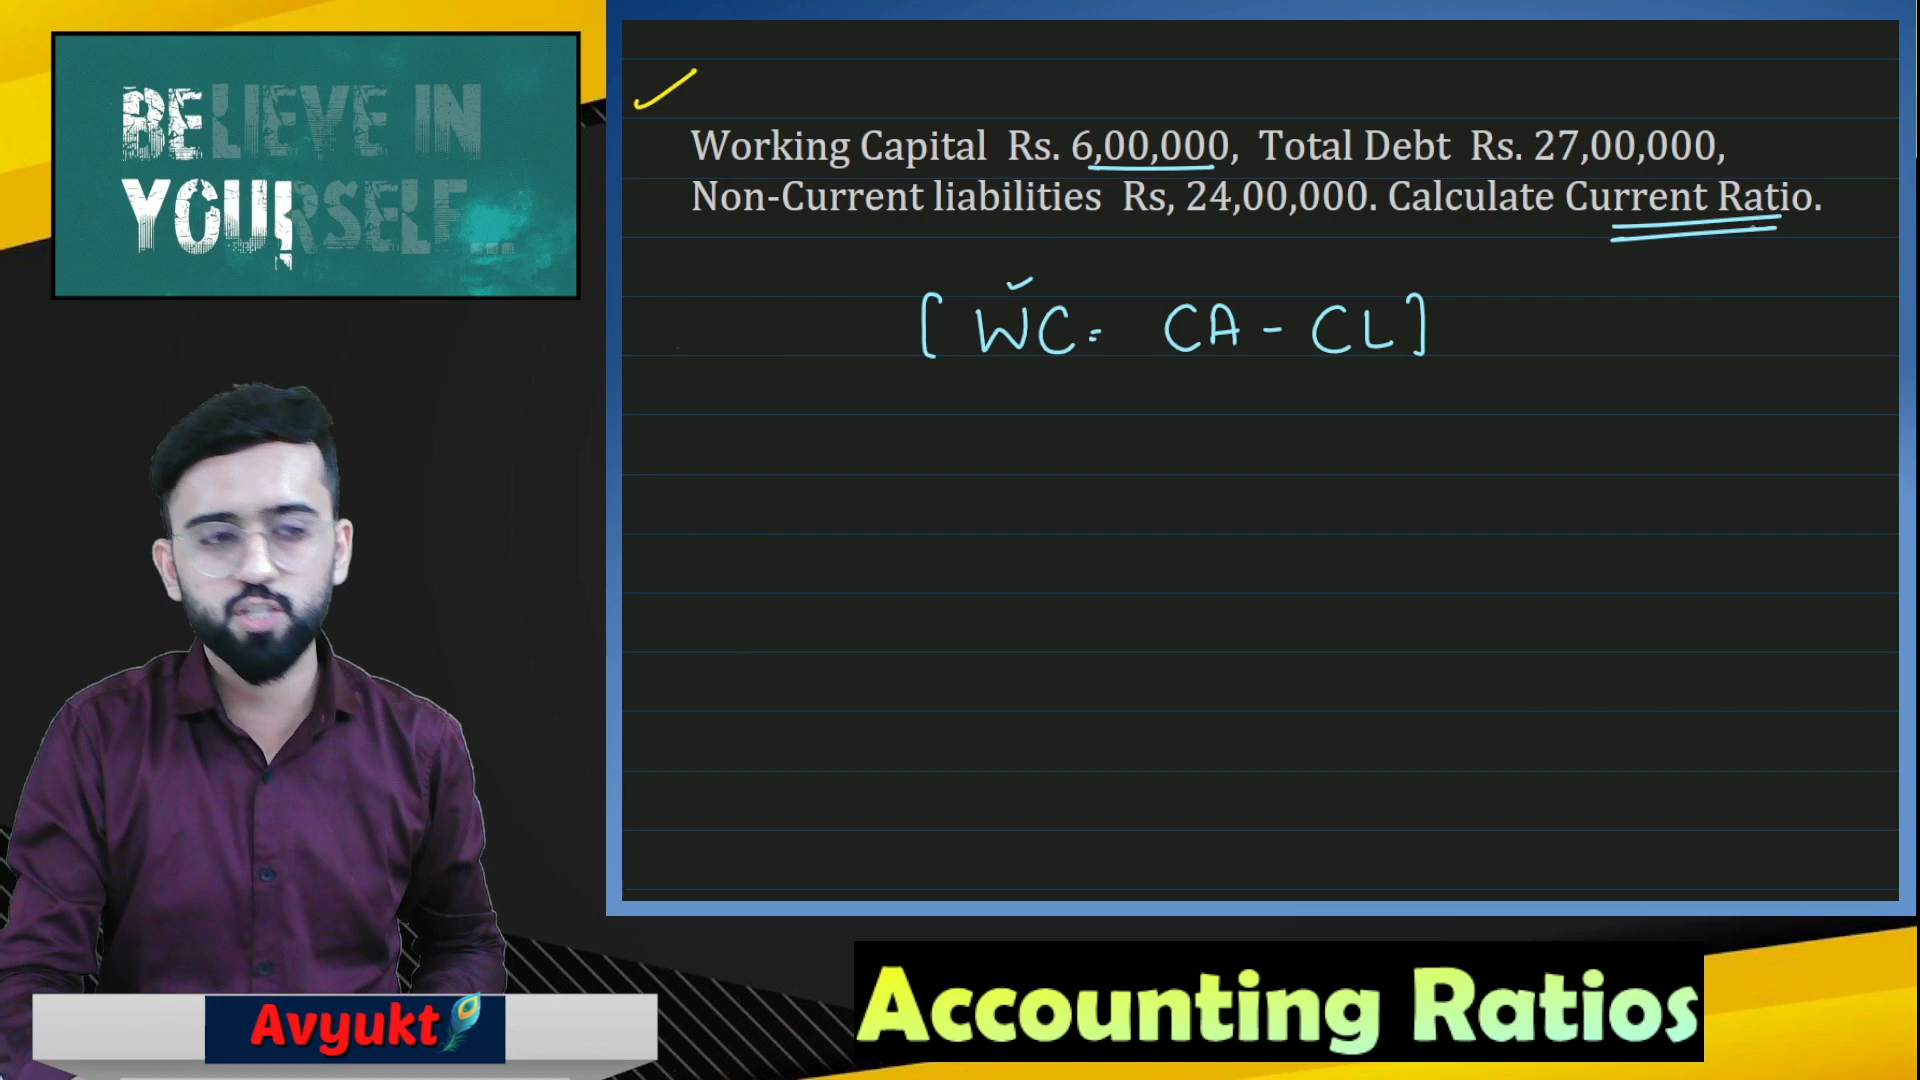 BELIEVE IN
YOURSELF...
Working Capital Rs. 6,00,000, Total Debt Rs. 27,00,000,
Non-Current liabilities Rs, 24,00,000. Calculate Current Ratio.
[ WC = CA - CL ]
Avyukt
Accounting Ratios